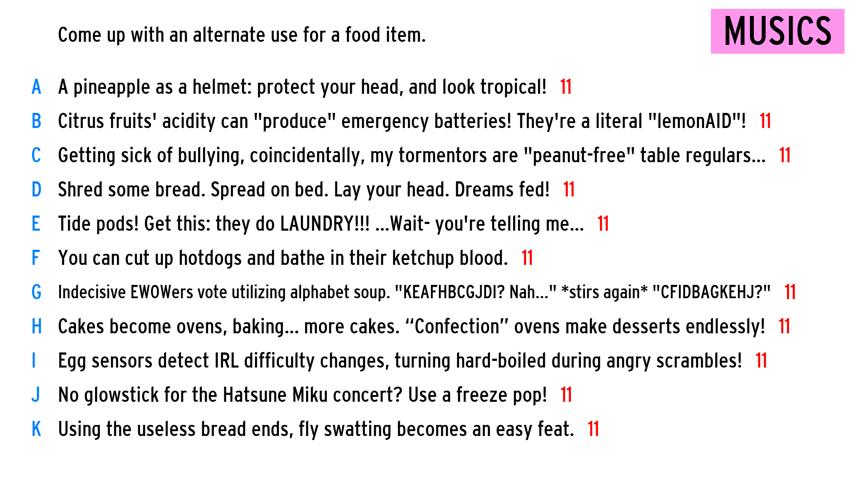 Come up with an alternate use for a food item.
MUSICS
A A pineapple as a helmet: protect your head, and look tropical! 11
B Citrus fruits' acidity can "produce" emergency batteries! They're a literal "lemonAID"! 11
C Getting sick of bullying, coincidentally, my tormentors are "peanut-free" table regulars... 11
D Shred some bread. Spread on bed. Lay your head. Dreams fed! 11
E Tide pods! Get this: they do LAUNDRY!!! ...Wait- you're telling me... 11
F You can cut up hotdogs and bathe in their ketchup blood. 11
G Indecisive EWOWers vote utilizing alphabet soup. "KEAFHBCGJDI? Nah..." *stirs again* "CFIDBAGKEHJ?" 11
H Cakes become ovens, baking... more cakes. “Confection” ovens make desserts endlessly! 11
I Egg sensors detect IRL difficulty changes, turning hard-boiled during angry scrambles! 11
J No glowstick for the Hatsune Miku concert? Use a freeze pop! 11
K Using the useless bread ends, fly swatting becomes an easy feat. 11